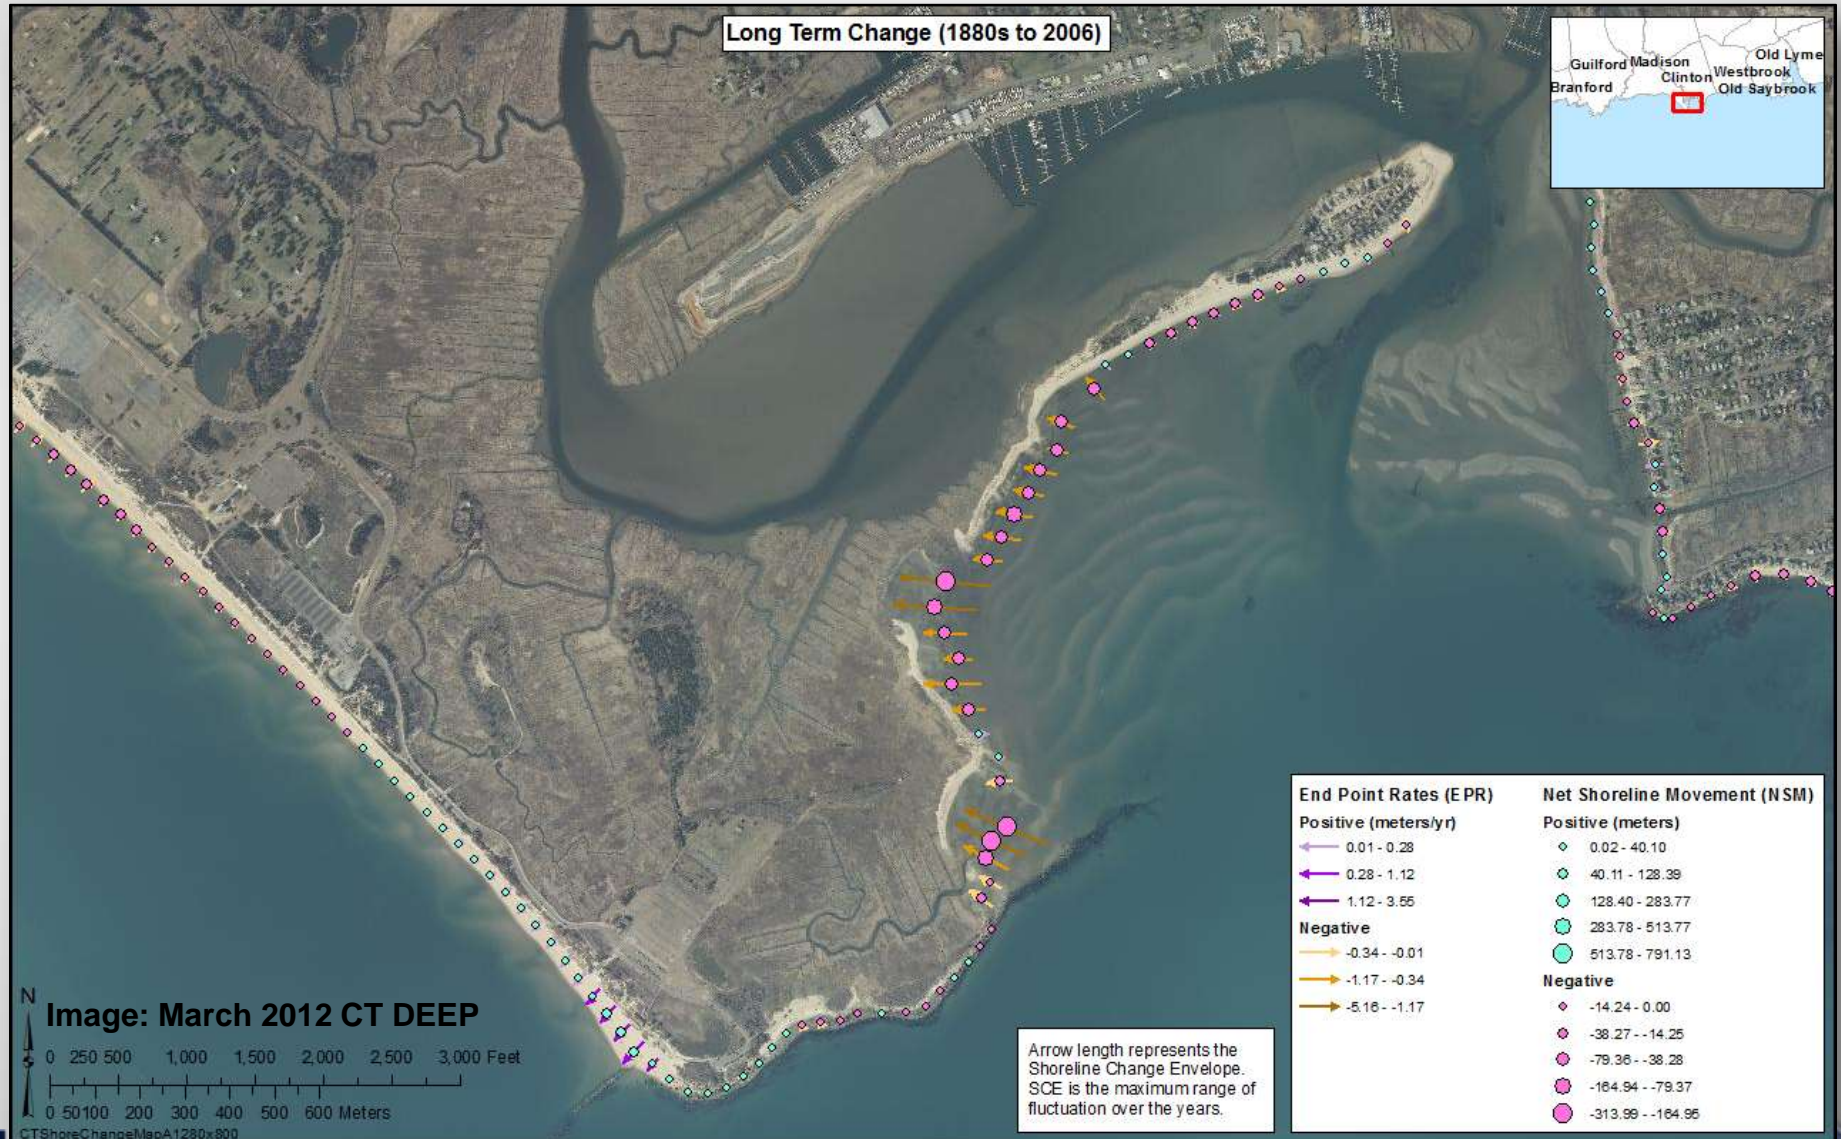 Long Term Change (1880s to 2006)
Old Lyme
Guilford Madison
Clinton Westbrook
Branford
Old Saybrook
End Point Rates (EPR)
Positive (meters/yr)
0.01 - 0.28
0.28 - 1.12
1.12 - 3.55
Negative
-0.34 - -0.01
-1.17 - -0.34
-5.16 - -1.17
Net Shoreline Movement (NSM)
Positive (meters)
0.02 - 40.10
40.11 - 128.39
128.40 - 283.77
283.78 - 513.77
513.78 - 791.13
Negative
-14.24 - 0.00
-38.27 - -14.25
-79.36 - -38.28
-164.94 - -79.37
-313.99 - -164.95
Arrow length represents the
Shoreline Change Envelope.
SCE is the maximum range of
fluctuation over the years.
N
Image: March 2012 CT DEEP
0 250 500 1,000 1,500 2,000 2,500 3,000 Feet
0 50 100 200 300 400 500 600 Meters
CTShoreChangeMapA1280x800